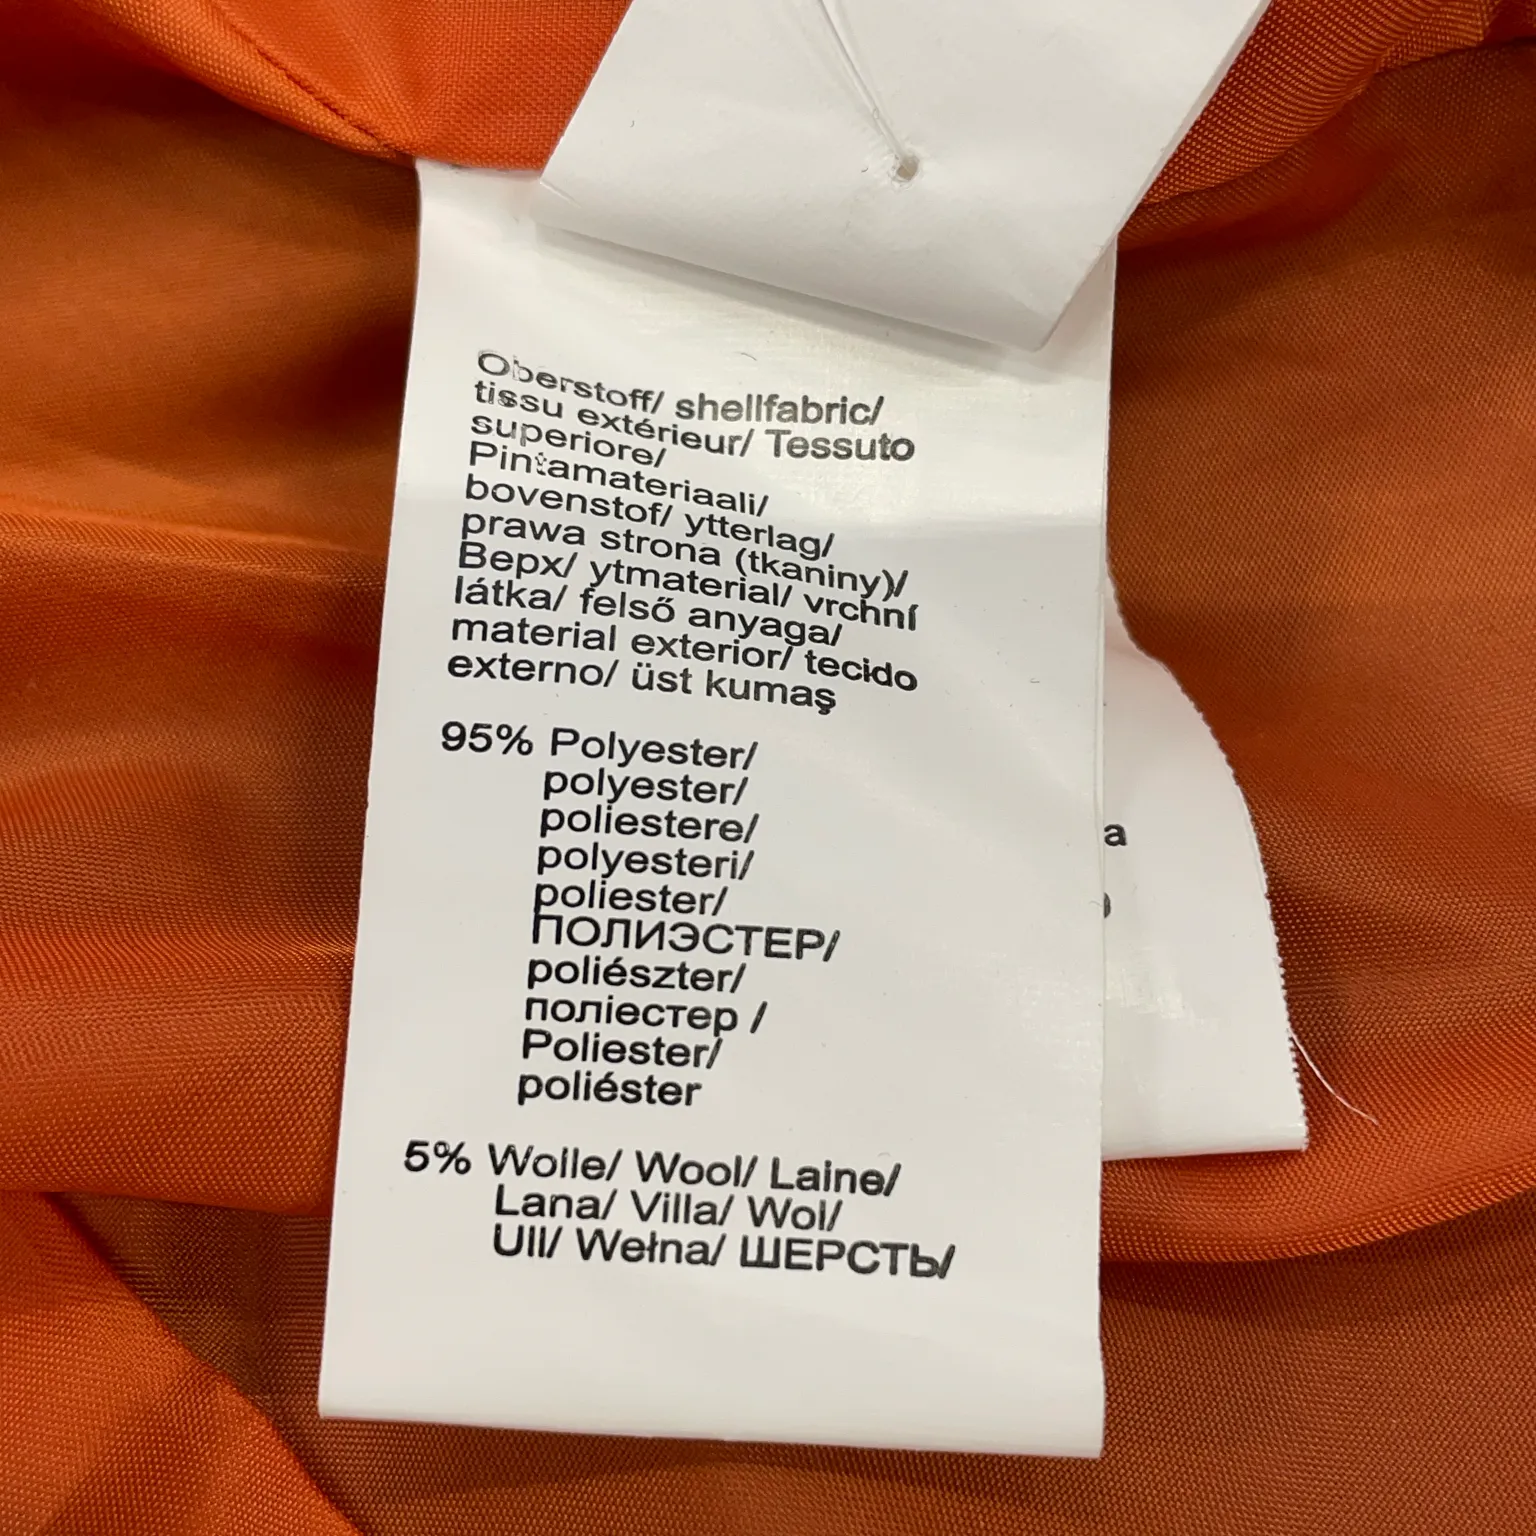 Oberstoff/ shellfabric/
tissu extérieur/ Tessuto
superiore/
Pintamateriaali/
bovenstof/ ytterlag/
prawa strona (tkaniny)/
Верх/ ytmaterial/ vrchní
látka/ felső anyaga/
material exterior/ tecido
externo/ üst kumaş
95% Polyester/
polyester/
poliestere/
polyesteri/
poliester/
ПОЛИЭСТЕР/
poliészter/
поліестер /
Poliester/
poliéster
5% Wolle/ Wool/ Laine/
Lana/ Villa/ Wol/
Ull/ Wełna/ ШЕРСТЬ/
a